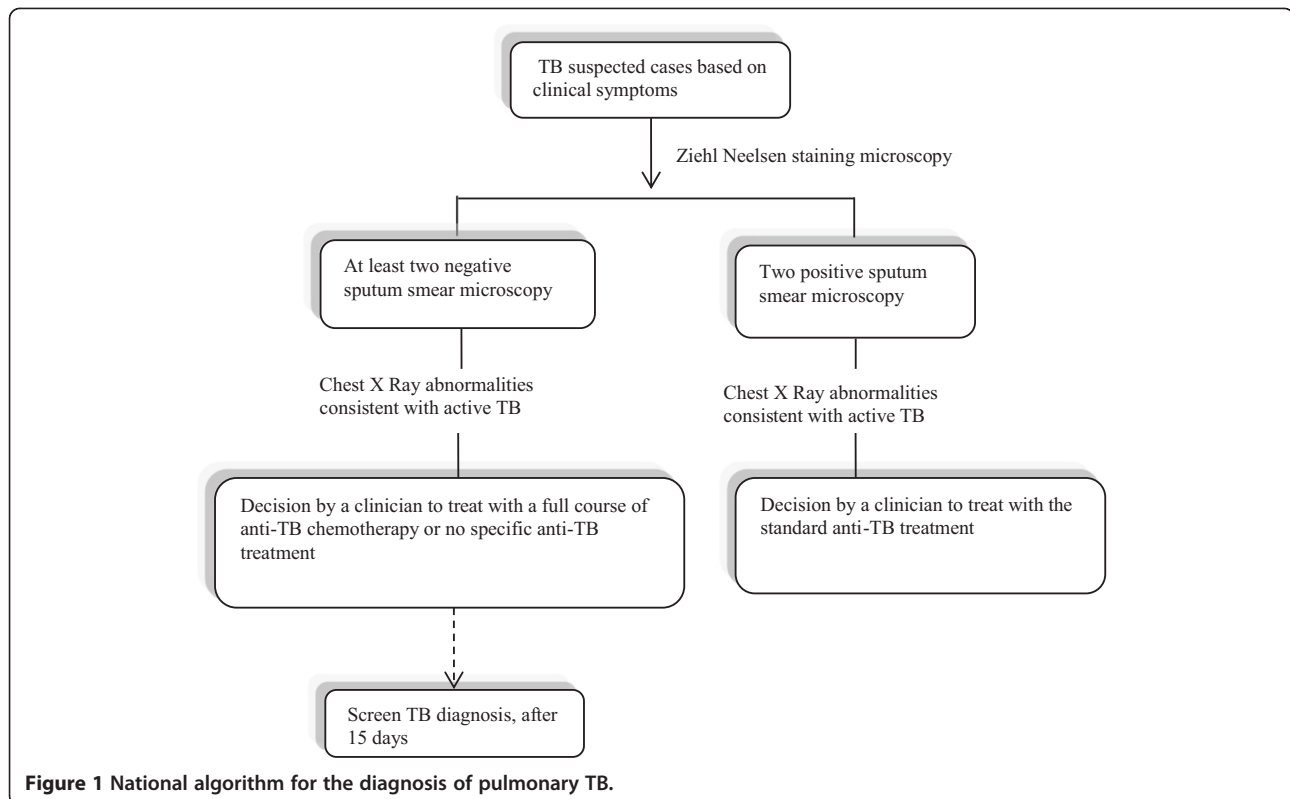 TB suspected cases based on
clinical symptoms
Ziehl Neelsen staining microscopy
At least two negative
sputum smear microscopy
Two positive sputum
smear microscopy
Chest X Ray abnormalities
consistent with active TB
Chest X Ray abnormalities
consistent with active TB
Decision by a clinician to treat with a full course of
anti-TB chemotherapy or no specific anti-TB
treatment
Decision by a clinician to treat with the
standard anti-TB treatment
Screen TB diagnosis, after
15 days
Figure 1 National algorithm for the diagnosis of pulmonary TB.